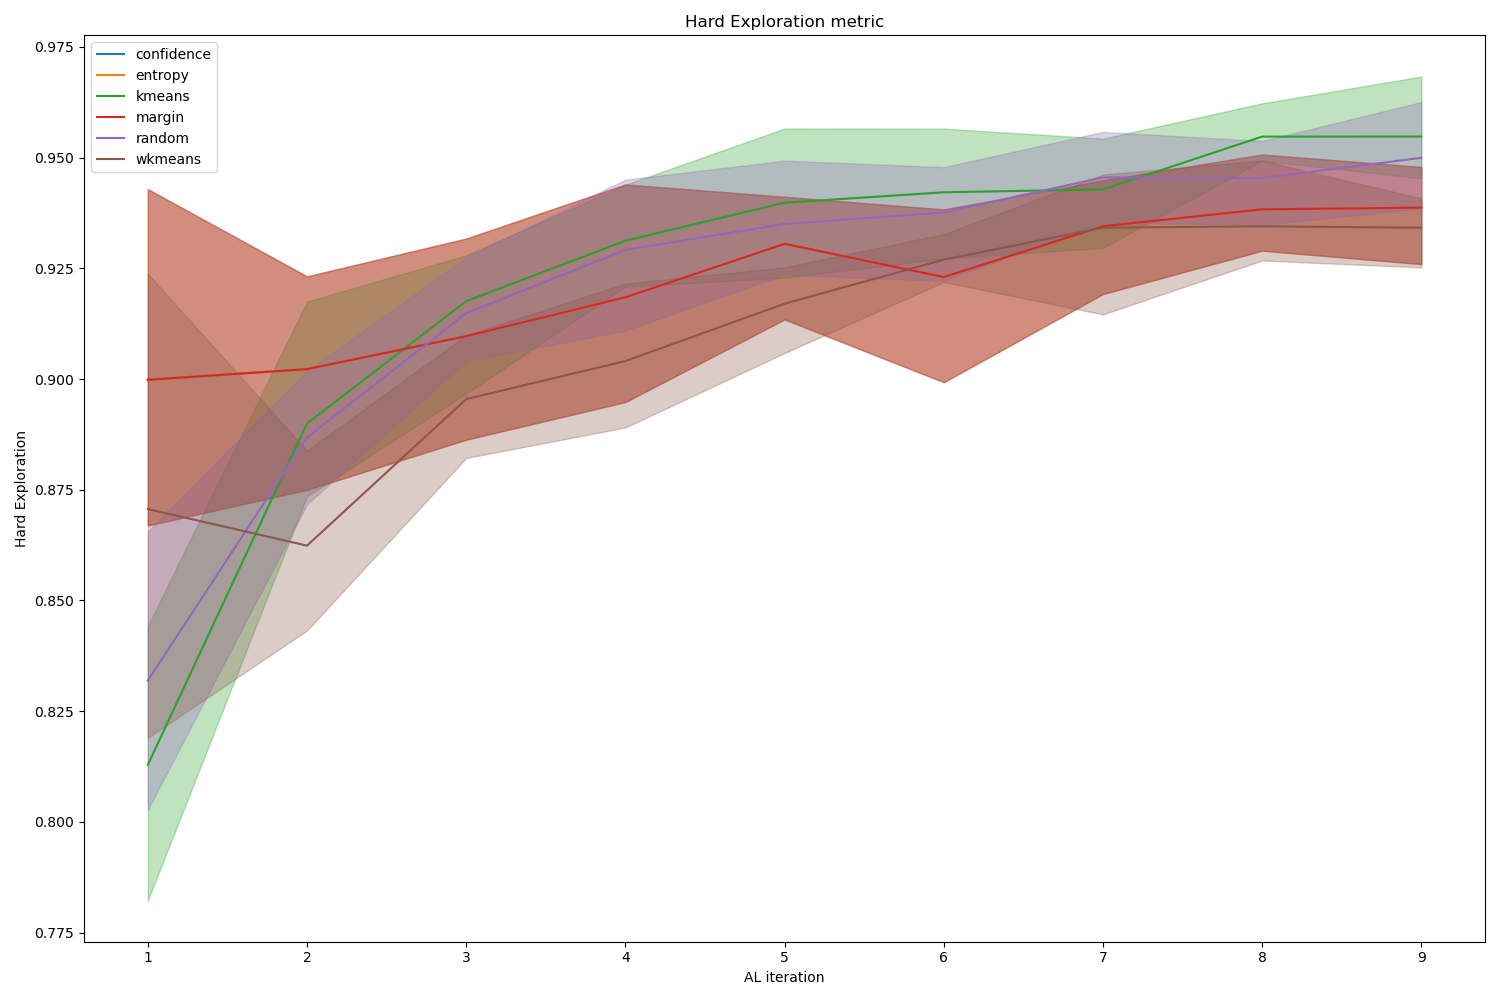 Hard Exploration metric
0.975
0.950
0.925
0.900
0.875
0.850
0.825
0.800
0.775
Hard Exploration
confidence
entropy
kmeans
margin
random
wkmeans
1 2 3 4 5 6 7 8 9
AL iteration